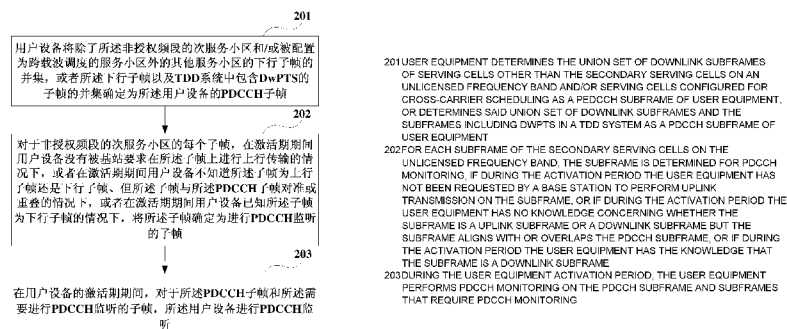 201
用户设备将除了所述非授权频段的次服务小区和/或被配置
为跨载波调度的服务小区外的其他服务小区的下行子帧的
并集，或者所述下行子帧以及TDD系统中包含DwPTS的
子帧的并集确定为所述用户设备的PDCCH子帧
202
对于非授权频段的次服务小区的每个子帧，在激活期期间
用户设备没有被基站要求在所述子帧上进行上行传输的情
况下，或者在激活期期间用户设备不知道所述子帧为上行
子帧还是下行子帧、但所述子帧与所述PDCCH子帧对准或
重叠的情况下，或者在激活期期间用户设备已知所述子帧
为下行子帧的情况下，将所述子帧确定为进行PDCCH监听
的子帧
203
在用户设备的激活期期间，对于所述PDCCH子帧和所述需
要进行PDCCH监听的子帧，所述用户设备进行PDCCH监
听
201 USER EQUIPMENT DETERMINES THE UNION SET OF DOWNLINK SUBFRAMES
OF SERVING CELLS OTHER THAN THE SECONDARY SERVING CELLS ON AN
UNLICENSED FREQUENCY BAND AND/OR SERVING CELLS CONFIGURED FOR
CROSS-CARRIER SCHEDULING AS A PEDCCH SUBFRAME OF USER EQUIPMENT,
OR DETERMINES SAID UNION SET OF DOWNLINK SUBFRAMES AND THE
SUBFRAMES INCLUDING DWPTS IN A TDD SYSTEM AS A PDCCH SUBFRAME OF
USER EQUIPMENT
202 FOR EACH SUBFRAME OF THE SECONDARY SERVING CELLS ON THE
UNLICENSED FREQUENCY BAND, THE SUBFRAME IS DETERMINED FOR PDCCH
MONITORING, IF DURING THE ACTIVATION PERIOD THE USER EQUIPMENT HAS
NOT BEEN REQUESTED BY A BASE STATION TO PERFORM UPLINK
TRANSMISSION ON THE SUBFRAME, OR IF DURING THE ACTIVATION PERIOD THE
USER EQUIPMENT HAS NO KNOWLEDGE CONCERNING WHETHER THE
SUBFRAME IS A UPLINK SUBFRAME OR A DOWNLINK SUBFRAME BUT THE
SUBFRAME ALIGNS WITH OR OVERLAPS THE PDCCH SUBFRAME, OR IF DURING
THE ACTIVATION PERIOD THE USER EQUIPMENT HAS THE KNOWLEDGE THAT
THE SUBFRAME IS A DOWNLINK SUBFRAME
203 DURING THE USER EQUIPMENT ACTIVATION PERIOD, THE USER EQUIPMENT
PERFORMS PDCCH MONITORING ON THE PDCCH SUBFRAME AND SUBFRAMES
THAT REQUIRE PDCCH MONITORING